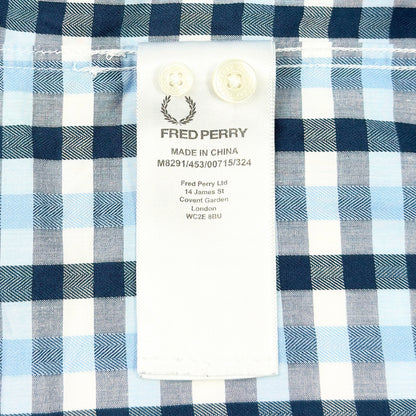 FRED PERRY
MADE IN CHINA
M8291/453/00715/324
Fred Perry Ltd
14 James St
Covent Garden
London
WC2E 8BU